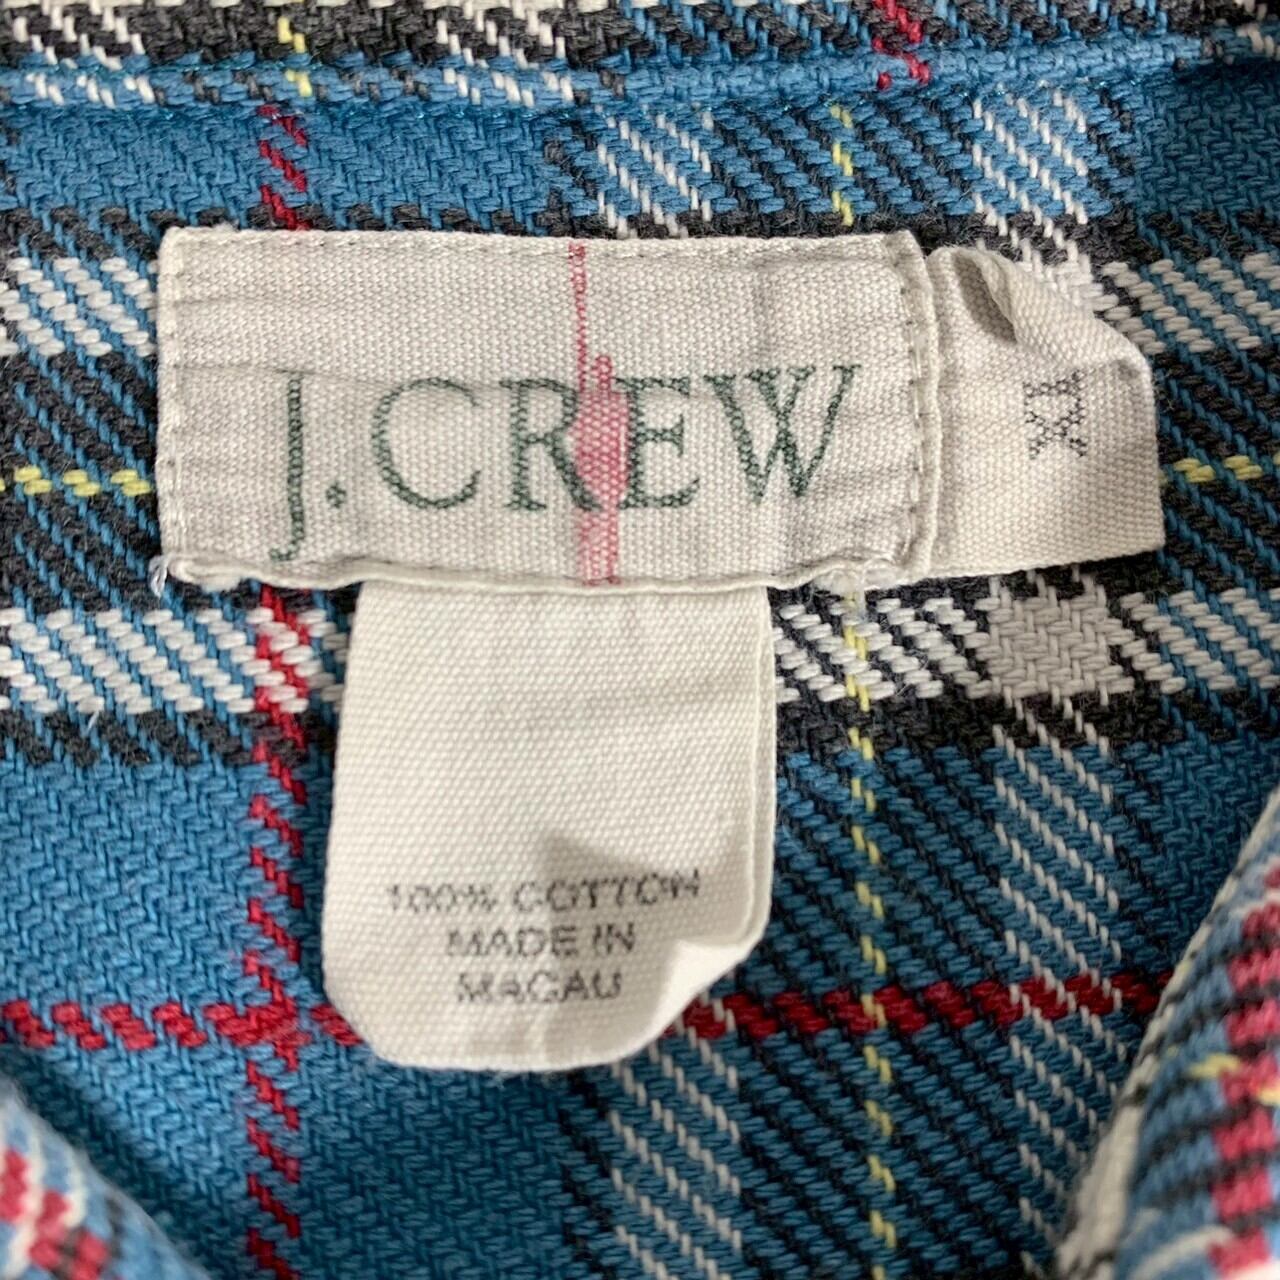 J.CREW
XL
100% COTTON
MADE IN
MACAU